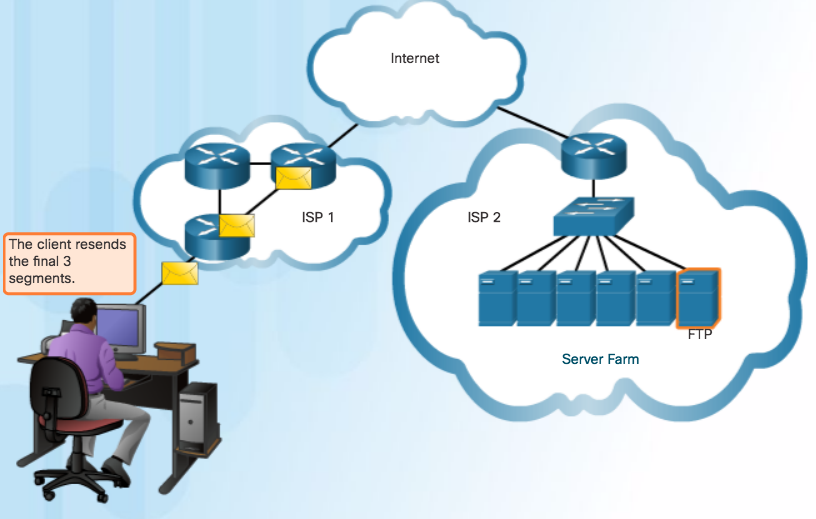 Internet
ISP 1
ISP 2
The client resends
the final 3
segments.
FTP
Server Farm